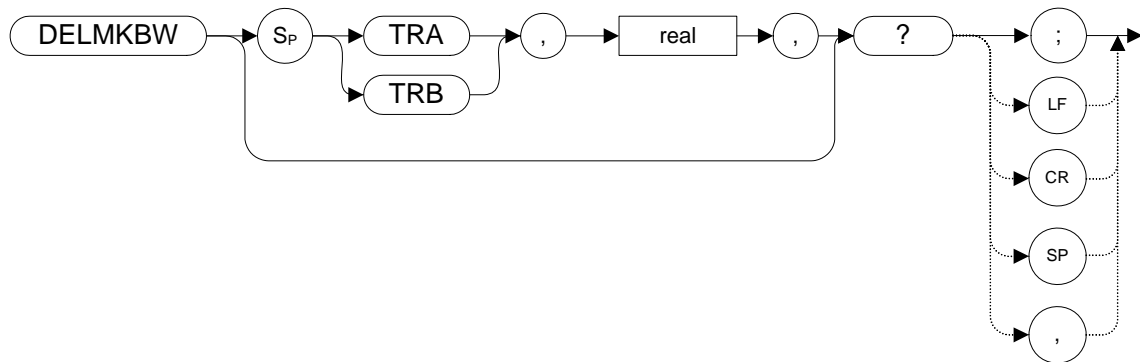 DELMKBW SP TRA , real , ? ;
TRB LF
CR
SP
,